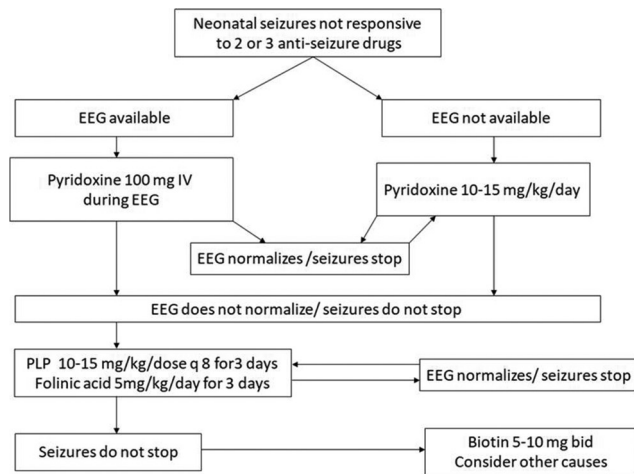 Neonatal seizures not responsive
to 2 or 3 anti-seizure drugs
EEG available
EEG not available
Pyridoxine 100 mg IV
during EEG
Pyridoxine 10-15 mg/kg/day
EEG normalizes /seizures stop
EEG does not normalize/ seizures do not stop
PLP 10-15 mg/kg/dose q 8 for3 days
Folinic acid 5mg/kg/day for 3 days
EEG normalizes/ seizures stop
Seizures do not stop
Biotin 5-10 mg bid
Consider other causes